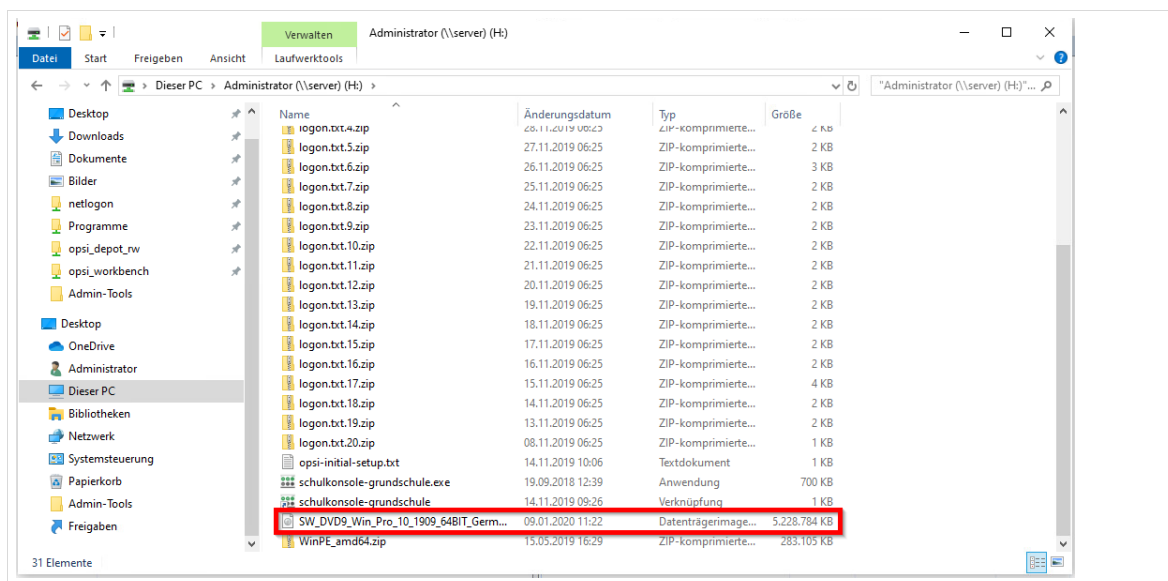 Verwalten Administrator (\\server) (H:)
Datei Start Freigeben Ansicht Laufwerktools
Dieser PC > Administrator (\\server) (H:) > "Administrator (\\server) (H:)"...
Desktop
Downloads
Dokumente
Bilder
netlogon
Programme
opsi_depot_rw
opsi_workbench
Admin-Tools
Desktop
OneDrive
Administrator
Dieser PC
Bibliotheken
Netzwerk
Systemsteuerung
Papierkorb
Admin-Tools
Freigaben
Name Änderungsdatum Typ Größe
logon.txt.4.zip 28.11.2019 06:25 ZIP-komprimierte... 2 KB
logon.txt.5.zip 27.11.2019 06:25 ZIP-komprimierte... 2 KB
logon.txt.6.zip 26.11.2019 06:25 ZIP-komprimierte... 3 KB
logon.txt.7.zip 25.11.2019 06:25 ZIP-komprimierte... 2 KB
logon.txt.8.zip 24.11.2019 06:25 ZIP-komprimierte... 2 KB
logon.txt.9.zip 23.11.2019 06:25 ZIP-komprimierte... 2 KB
logon.txt.10.zip 22.11.2019 06:25 ZIP-komprimierte... 2 KB
logon.txt.11.zip 21.11.2019 06:25 ZIP-komprimierte... 2 KB
logon.txt.12.zip 20.11.2019 06:25 ZIP-komprimierte... 2 KB
logon.txt.13.zip 19.11.2019 06:25 ZIP-komprimierte... 2 KB
logon.txt.14.zip 18.11.2019 06:25 ZIP-komprimierte... 2 KB
logon.txt.15.zip 17.11.2019 06:25 ZIP-komprimierte... 2 KB
logon.txt.16.zip 16.11.2019 06:25 ZIP-komprimierte... 2 KB
logon.txt.17.zip 15.11.2019 06:25 ZIP-komprimierte... 4 KB
logon.txt.18.zip 14.11.2019 06:25 ZIP-komprimierte... 2 KB
logon.txt.19.zip 13.11.2019 06:25 ZIP-komprimierte... 2 KB
logon.txt.20.zip 08.11.2019 06:25 ZIP-komprimierte... 1 KB
opsi-initial-setup.txt 14.11.2019 10:06 Textdokument 1 KB
schulkonsole-grundschule.exe 19.09.2018 12:39 Anwendung 700 KB
schulkonsole-grundschule 14.11.2019 09:26 Verknüpfung 1 KB
SW_DVD9_Win_Pro_10_1909_64BIT_Germ... 09.01.2020 11:22 Datenträgerimage... 5.228.784 KB
WinPE_amd64.zip 15.05.2019 16:29 ZIP-komprimierte... 283.105 KB
31 Elemente